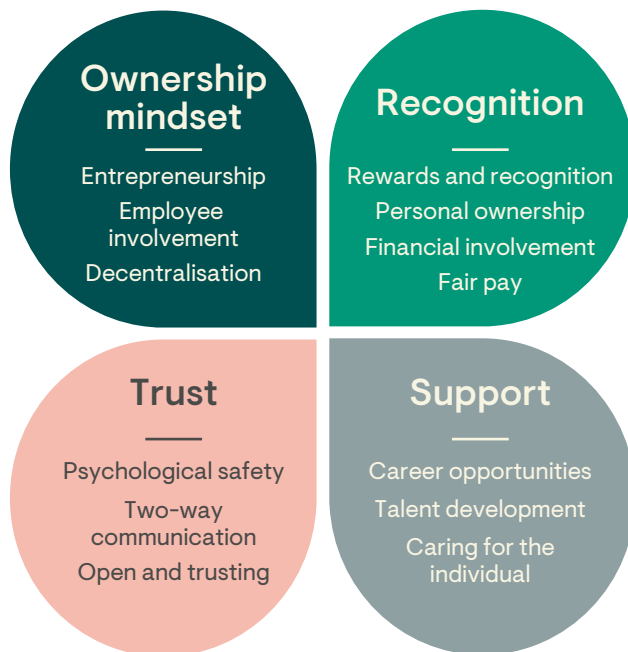 Ownership
mindset
Entrepreneurship
Employee
involvement
Decentralisation
Recognition
Rewards and recognition
Personal ownership
Financial involvement
Fair pay
Trust
Psychological safety
Two-way
communication
Open and trusting
Support
Career opportunities
Talent development
Caring for the
individual